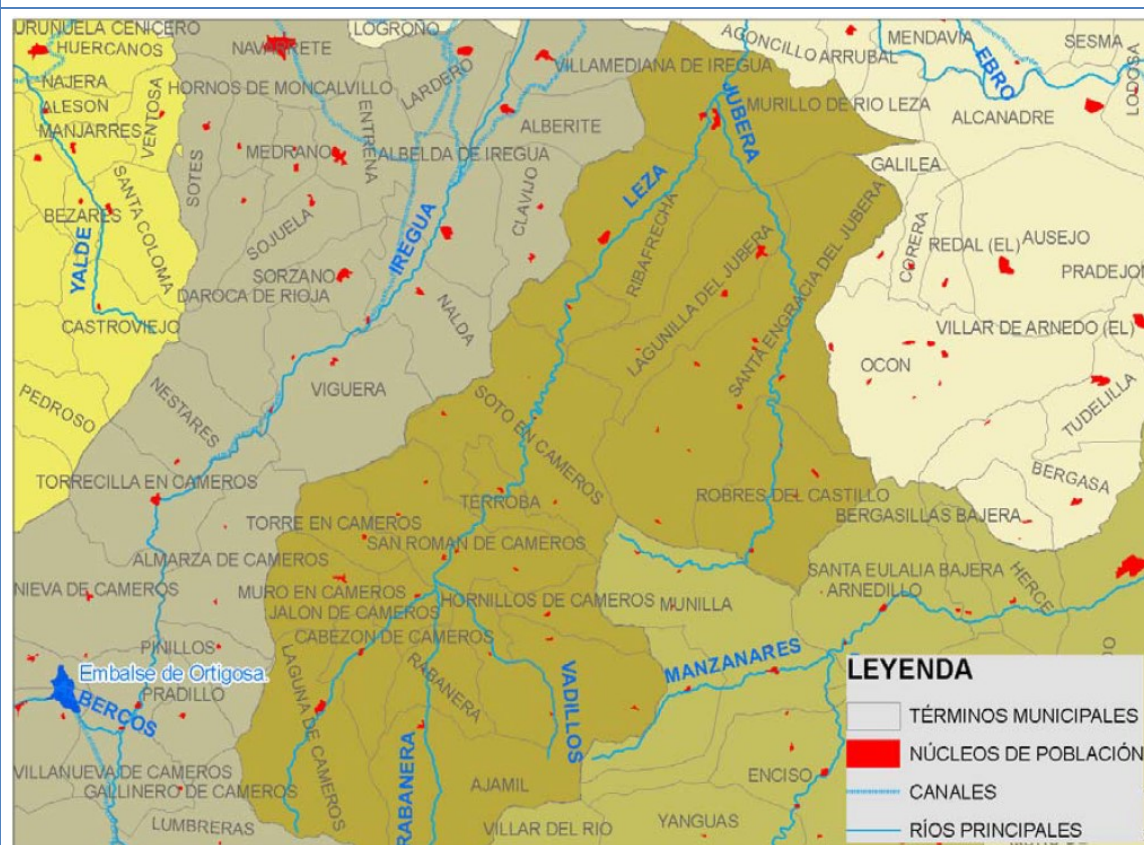 URUNUELA CENICERO
HUERCANOS
NAJERA
ALESON
MANJARRES
VENTOSA
BEZARES
SANTA COLOMA
YALDE
CASTROVIEJO
PEDROSO
NAVARRETE
LOGROÑO
HORNOS DE MONCALVILLO
LARDERO
VILLAMEDIANA DE IREGUA
ENTRENA
ALBERITE
MEDRANO
ALBELDA DE IREGUA
SOTES
SOJUELA
CLAVIJO
SORZANO
IREGUA
DAROCA DE RIOJA
NALDA
NESTARES
VIGUERA
TORRECILLA EN CAMEROS
ALMARZA DE CAMEROS
NIEVA DE CAMEROS
PINILLOS
Embalse de Ortigosa.
PRADILLO
BERCOS
VILLANUEVA DE CAMEROS
GALLINERO DE CAMEROS
LUMBRERAS
AGONCILLO
ARRUBAL
MENDAVIA
SESMA
EBRO
LODOS
JUBERA
MURILLO DE RIO LEZA
ALCANADRE
LEZA
GALILEA
RIBAFRECHA
CORERA
REDAL (EL)
AUSEJO
PRADEJON
LAGUNILLA DEL JUBERA
SANTA ENGRACIA DEL JUBERA
VILLAR DE ARNEDO (EL)
OCON
TUDELILLA
SOTO EN CAMEROS
BERGASA
TERROBA
ROBRES DEL CASTILLO
BERGASILLAS BAJERA
TORRE EN CAMEROS
SAN ROMAN DE CAMEROS
SANTA EULALIA BAJERA
HERCE
MURO EN CAMEROS
HORNILLOS DE CAMEROS
MUNILLA
ARNEDILLO
JALON DE CAMEROS
CABEZON DE CAMEROS
RABANERA
LAGUNA DE CAMEROS
VADILLOS
MANZANARES
RABANERA
AJAMIL
ENCISO
VILLAR DEL RIO
YANGUAS
LEYENDA
TÉRMINOS MUNICIPALES
NÚCLEOS DE POBLACIÓN
CANALES
RÍOS PRINCIPALES